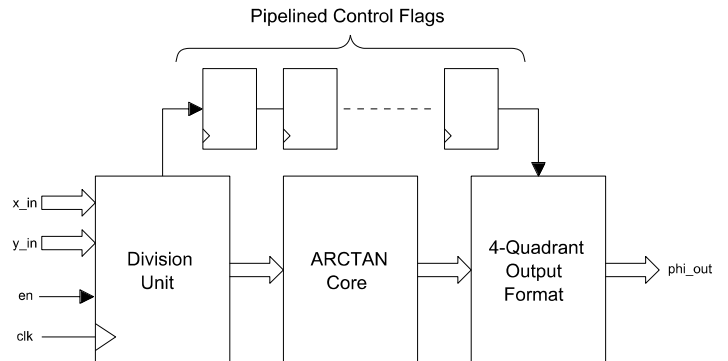 Pipelined Control Flags
x_in
y_in
en
clk
Division
Unit
ARCTAN
Core
4-Quadrant
Output
Format
phi_out